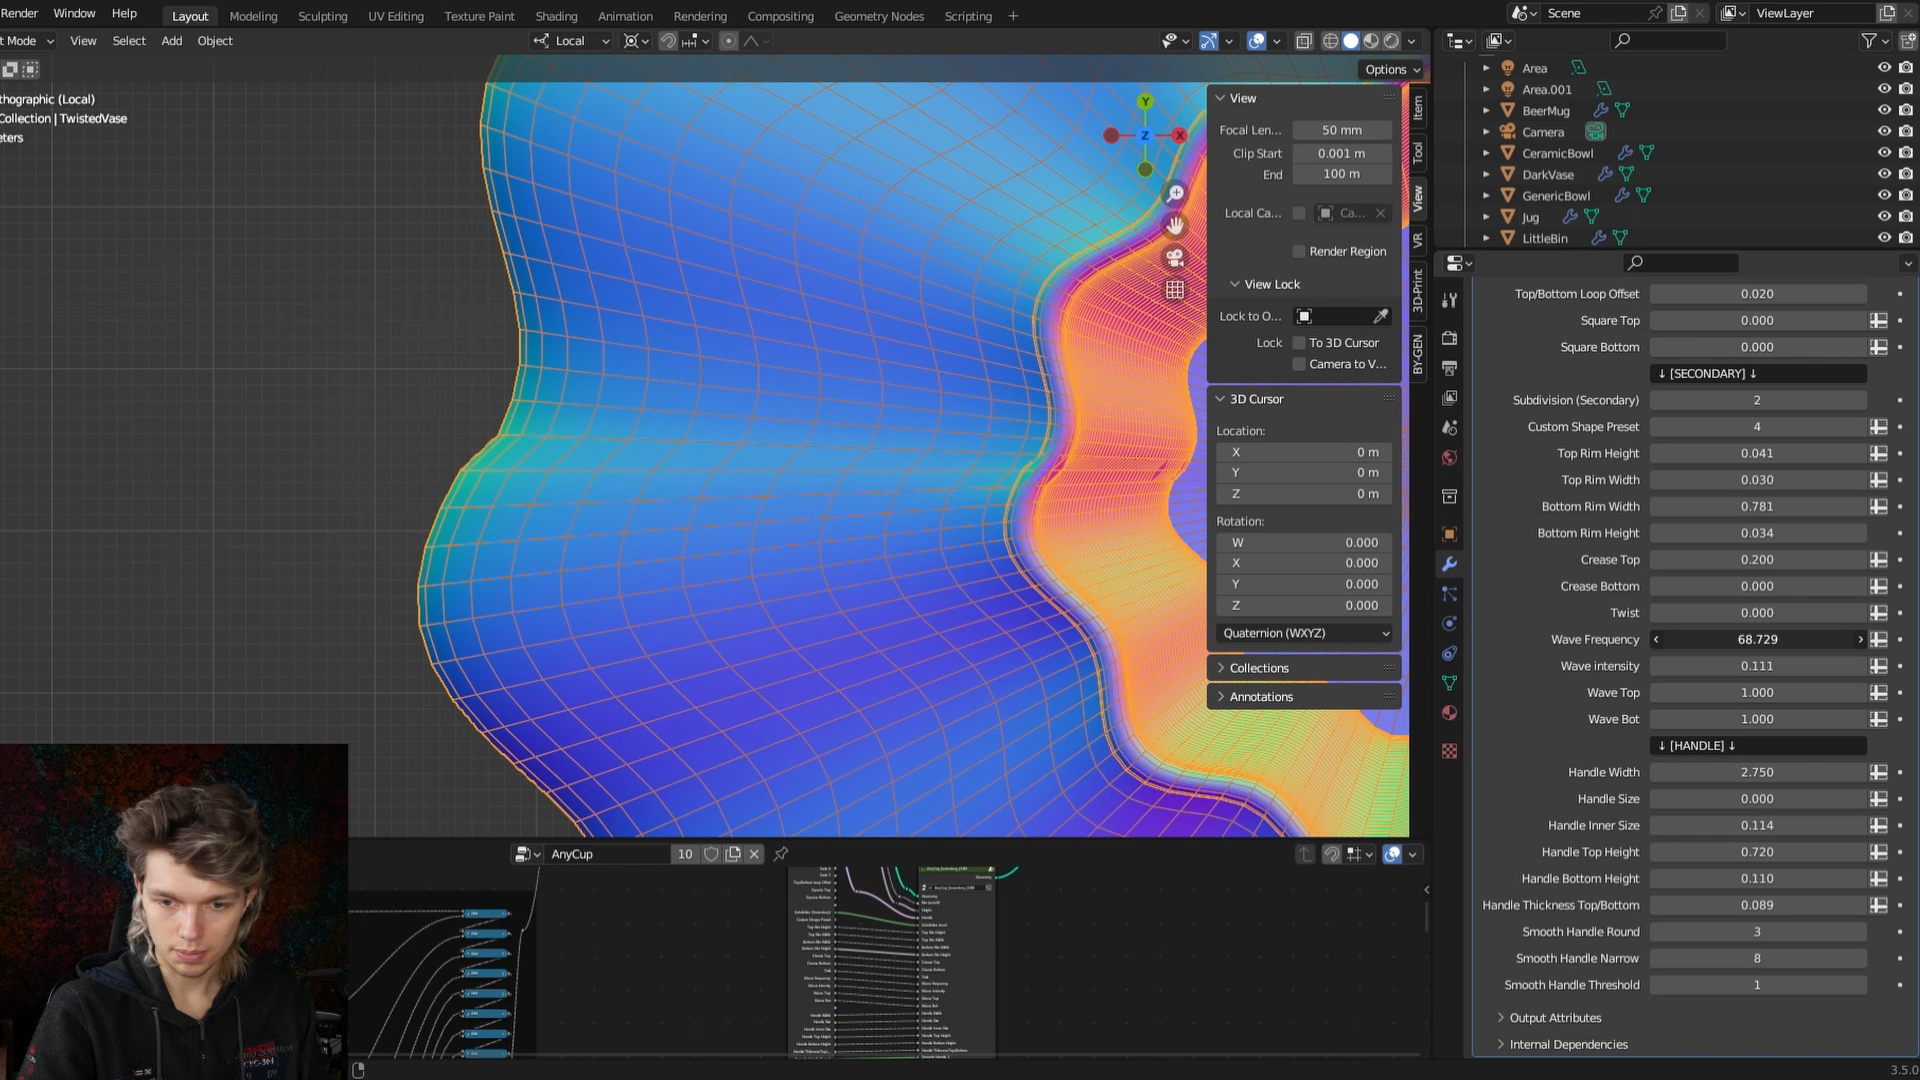 Render Window Help Layout Modeling Sculpting UV Editing Texture Paint Shading Animation Rendering Compositing Geometry Nodes Scripting + Scene ViewLayer
t Mode View Select Add Object Local
Options
thographic (Local)
Collection | TwistedVase
eters
Y
Z
X
View
Focal Len... 50 mm
Clip Start 0.001 m
End 100 m
Local Ca... Ca...
Render Region
View Lock
Lock to O...
Lock To 3D Cursor
Camera to V...
3D Cursor
Location:
X 0 m
Y 0 m
Z 0 m
Rotation:
W 0.000
X 0.000
Y 0.000
Z 0.000
Quaternion (WXYZ)
Collections
Annotations
Item
Tool
View
VR
3D-Print
BY-GEN
Area
Area.001
BeerMug
Camera
CeramicBowl
DarkVase
GenericBowl
Jug
LittleBin
Top/Bottom Loop Offset 0.020
Square Top 0.000
Square Bottom 0.000
↓ [SECONDARY] ↓
Subdivision (Secondary) 2
Custom Shape Preset 4
Top Rim Height 0.041
Top Rim Width 0.030
Bottom Rim Width 0.781
Bottom Rim Height 0.034
Crease Top 0.200
Crease Bottom 0.000
Twist 0.000
Wave Frequency 68.729
Wave intensity 0.111
Wave Top 1.000
Wave Bot 1.000
↓ [HANDLE] ↓
Handle Width 2.750
Handle Size 0.000
Handle Inner Size 0.114
Handle Top Height 0.720
Handle Bottom Height 0.110
Handle Thickness Top/Bottom 0.089
Smooth Handle Round 3
Smooth Handle Narrow 8
Smooth Handle Threshold 1
Output Attributes
Internal Dependencies
AnyCup 10
3.5.0